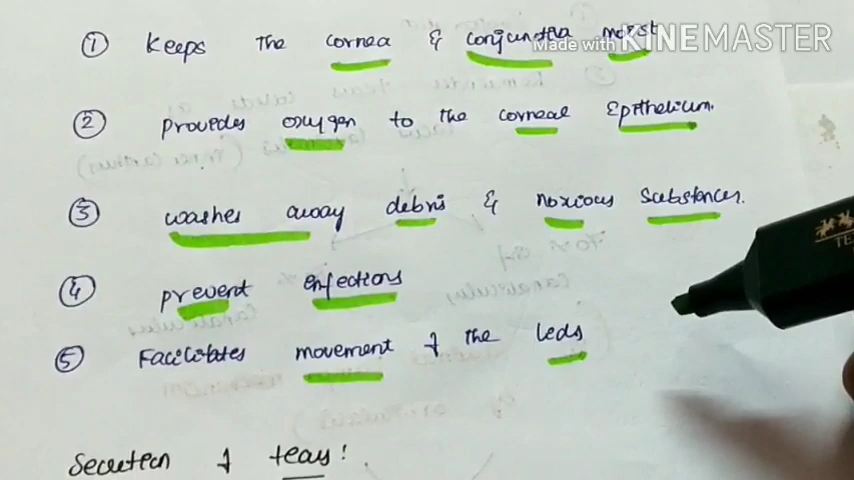 ① Keeps the cornea & conjunctiva moist
Made with KINEMASTER
② provides oxygen to the corneal Epithelium.
③ washes away debris & noxious substances.
④ prevent infections
⑤ Facilitates movement of the lids
Secretion of tears!
TE